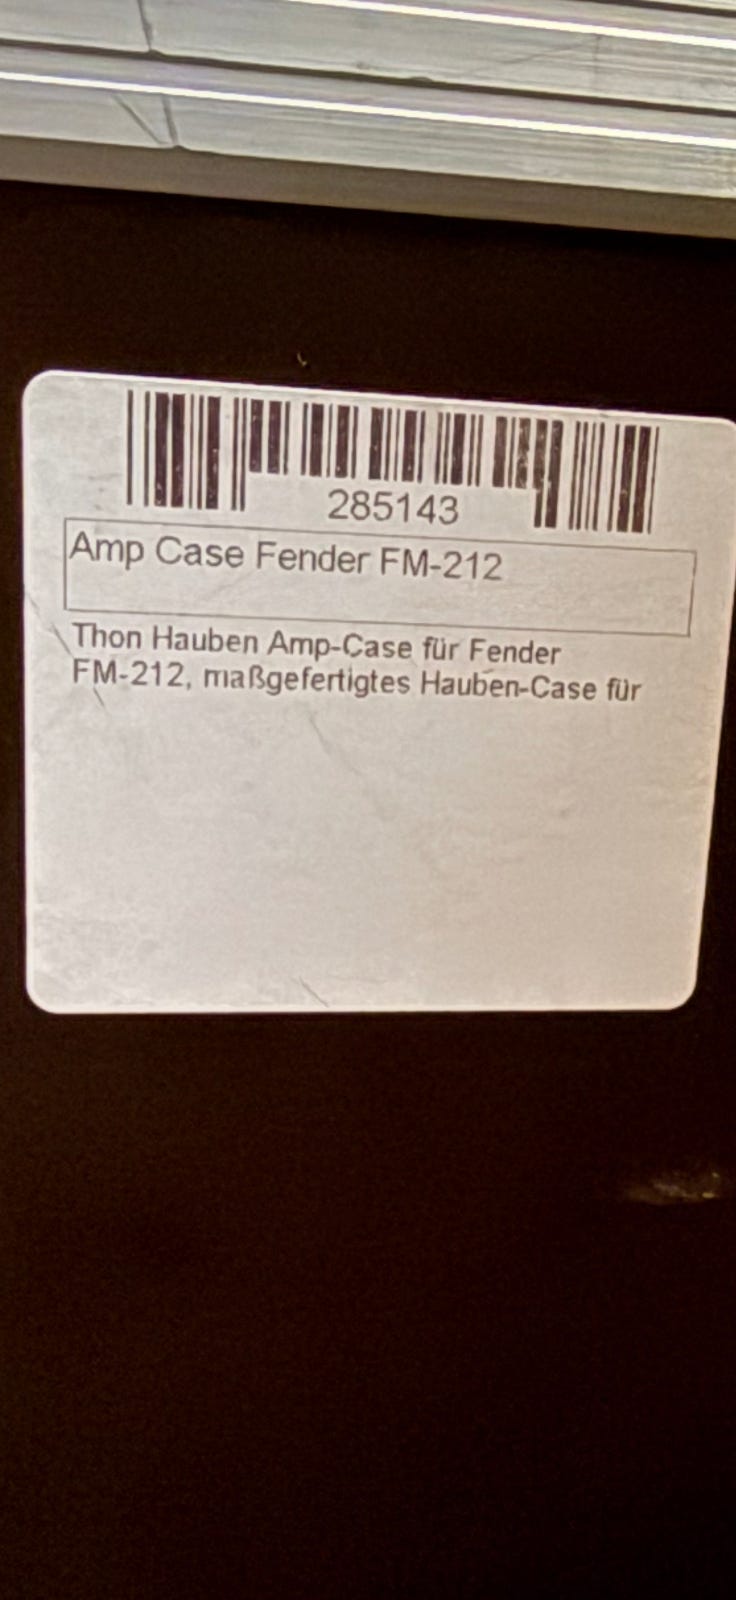 285143
Amp Case Fender FM-212
Thon Hauben Amp-Case für Fender
FM-212, maßgefertigtes Hauben-Case für